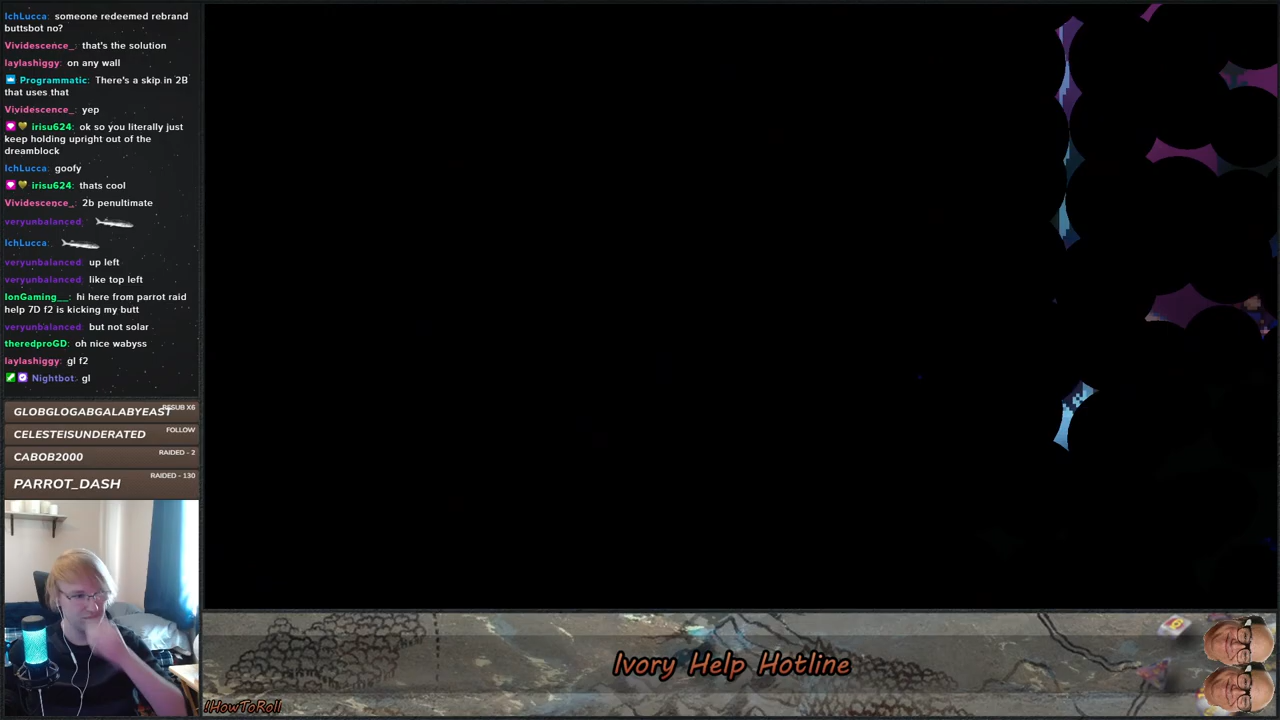 IchLucca: someone redeemed rebrand
buttsbot no?
Vividescence_: that's the solution
laylashiggy: on any wall
Programmatic: There's a skip in 2B
that uses that
Vividescence_: yep
irisu624: ok so you literally just
keep holding upright out of the
dreamblock
IchLucca: goofy
irisu624: thats cool
Vividescence_: 2b penultimate
veryunbalanced:
IchLucca:
veryunbalanced: up left
veryunbalanced: like top left
IonGaming__: hi here from parrot raid
help 7D f2 is kicking my butt
veryunbalanced: but not solar
theredproGD: oh nice wabyss
laylashiggy: gl f2
Nightbot: gl
GLOBGLOGABGALABYEAST RESUB X6
CELESTEISUNDERATED FOLLOW
CABOB2000 RAIDED - 2
PARROT_DASH RAIDED - 130
Ivory Help Hotline
!HowToRoll